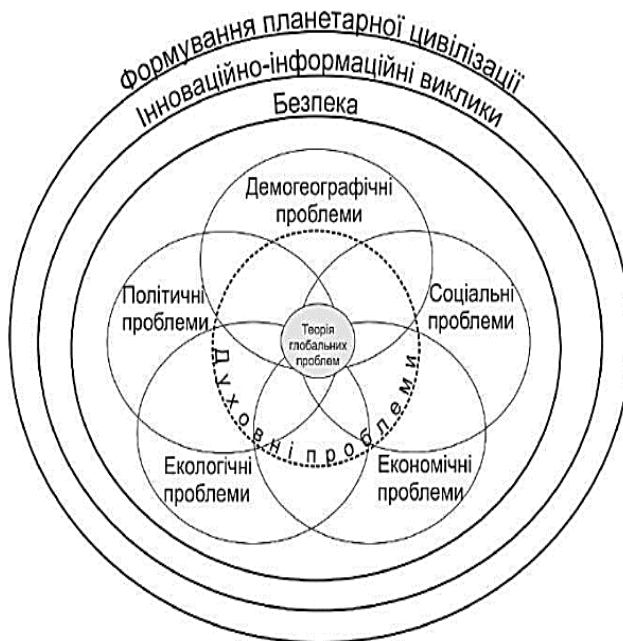 Формування планетарної цивілізації
Інноваційно-інформаційні виклики
Безпека
Демогеографічні
проблеми
Політичні
проблеми
Соціальні
проблеми
Теорія
глобальних
проблем
Духовні проблеми
Екологічні
проблеми
Економічні
проблеми